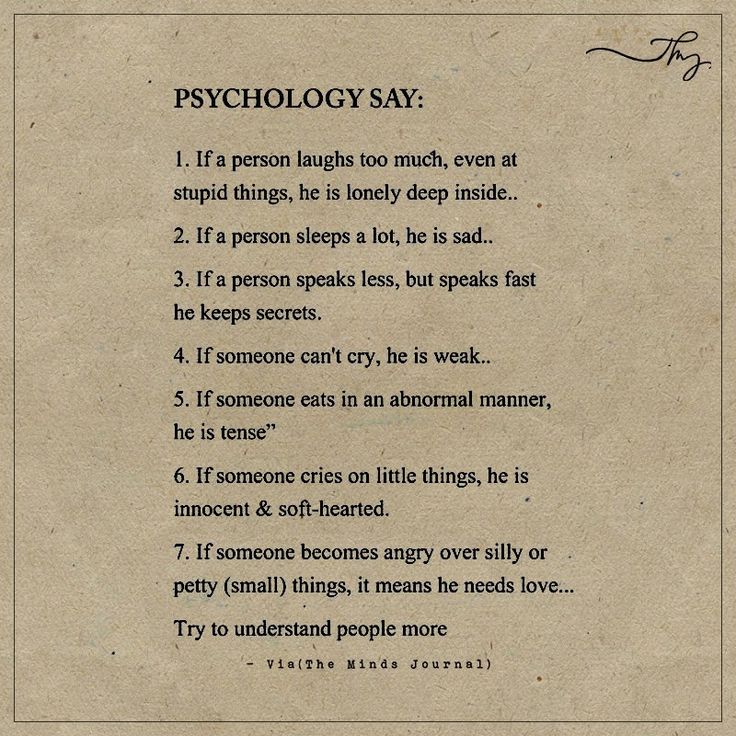 Thy
PSYCHOLOGY SAY:
1. If a person laughs too much, even at
stupid things, he is lonely deep inside..
2. If a person sleeps a lot, he is sad..
3. If a person speaks less, but speaks fast
he keeps secrets.
4. If someone can't cry, he is weak..
5. If someone eats in an abnormal manner,
he is tense”
6. If someone cries on little things, he is
innocent & soft-hearted.
7. If someone becomes angry over silly or
petty (small) things, it means he needs love...
Try to understand people more
- Via(The Minds Journal)